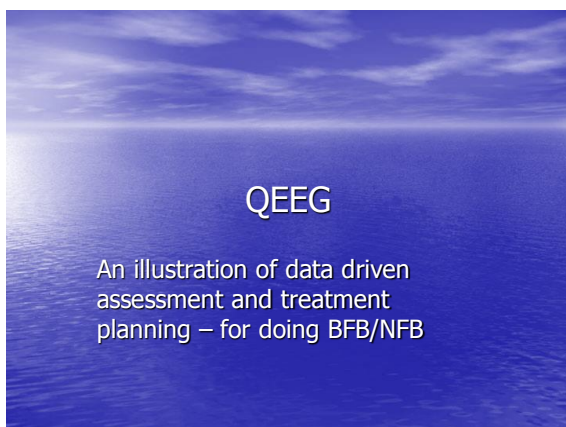 QEEG
An illustration of data driven
assessment and treatment
planning – for doing BFB/NFB